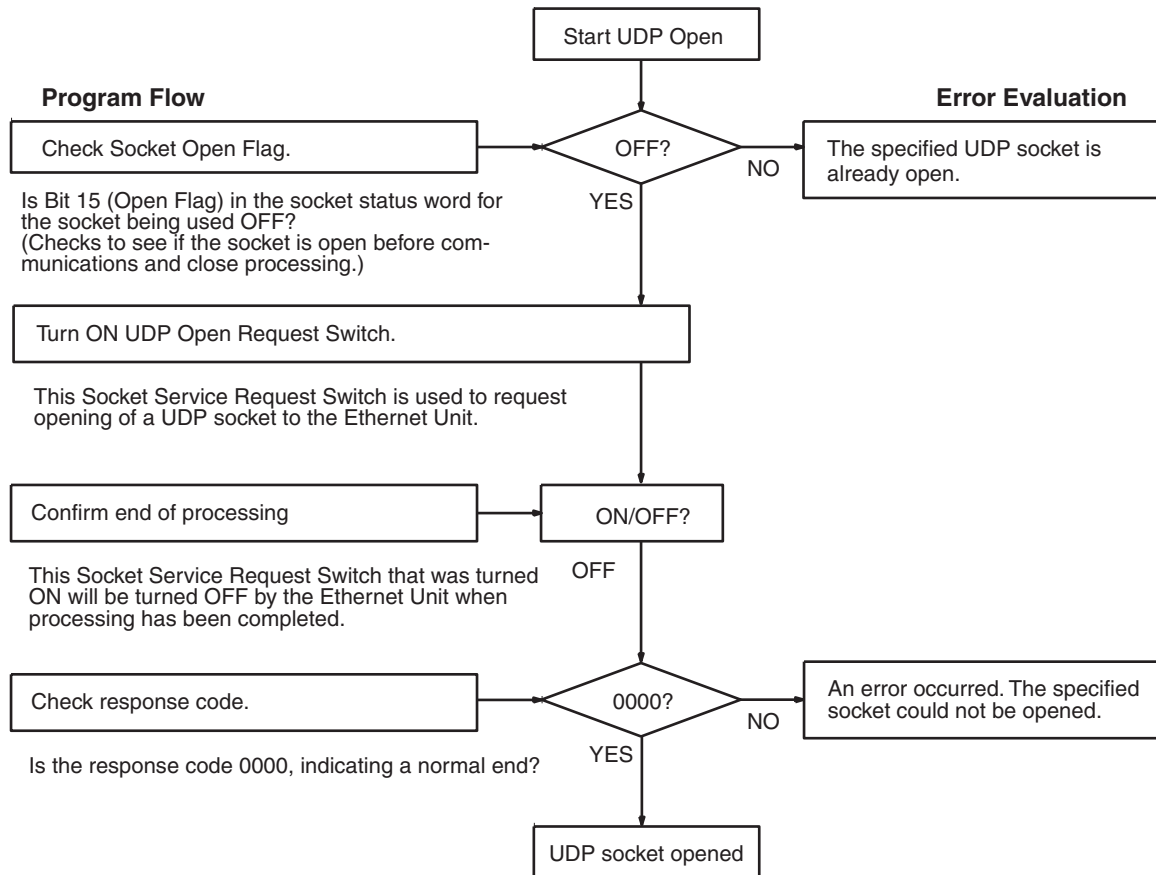 Start UDP Open
Program Flow
Error Evaluation
Check Socket Open Flag.
OFF?
NO
The specified UDP socket is
already open.
YES
Is Bit 15 (Open Flag) in the socket status word for
the socket being used OFF?
(Checks to see if the socket is open before com-
munications and close processing.)
Turn ON UDP Open Request Switch.
This Socket Service Request Switch is used to request
opening of a UDP socket to the Ethernet Unit.
Confirm end of processing
ON/OFF?
OFF
This Socket Service Request Switch that was turned
ON will be turned OFF by the Ethernet Unit when
processing has been completed.
Check response code.
0000?
NO
An error occurred. The specified
socket could not be opened.
YES
Is the response code 0000, indicating a normal end?
UDP socket opened